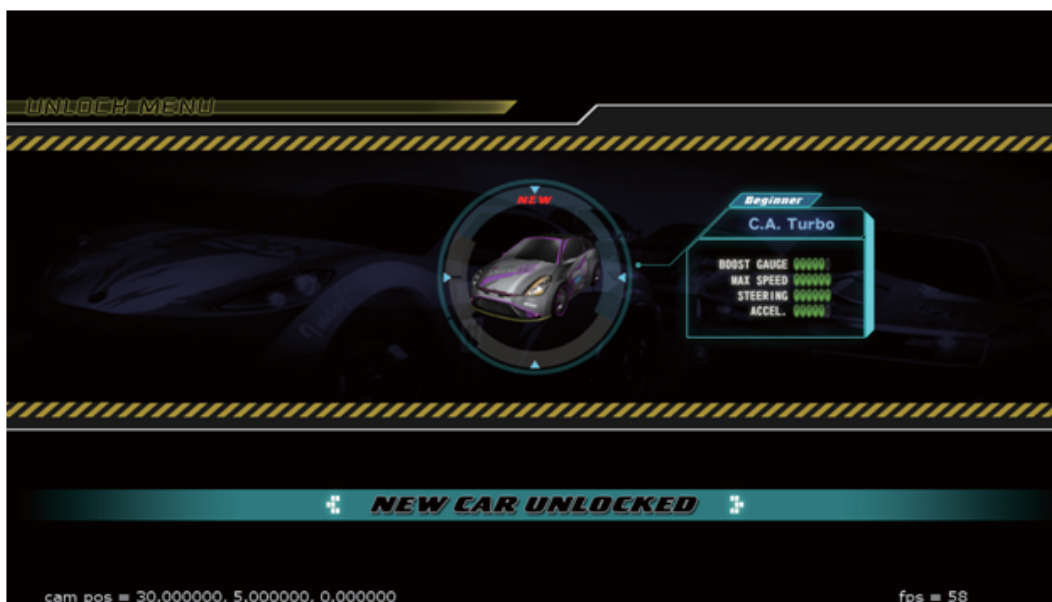 UNLOCK MENU
NEW
Beginner
C.A. Turbo
BOOST GAUGE
MAX SPEED
STEERING
ACCEL.
NEW CAR UNLOCKED
cam pos = 30.000000, 5.000000, 0.000000
fps = 58